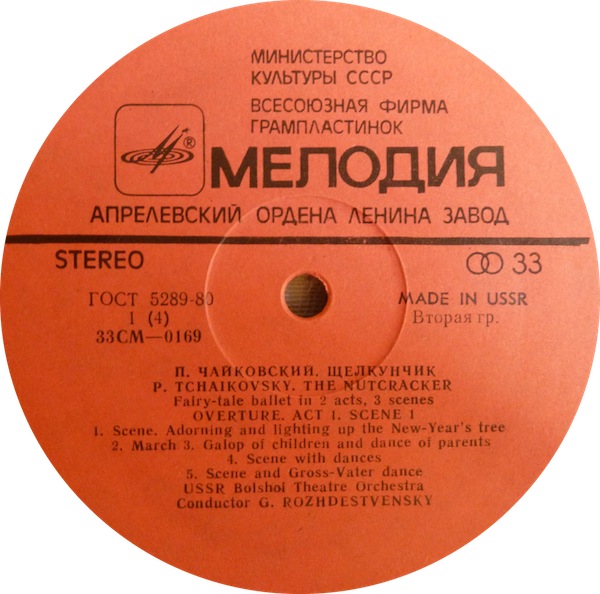 МИНИСТЕРСТВО
КУЛЬТУРЫ СССР
ВСЕСОЮЗНАЯ ФИРМА
ГРАМПЛАСТИНОК
®
МЕЛОДИЯ
АПРЕЛЕВСКИЙ ОРДЕНА ЛЕНИНА ЗАВОД
STEREO 33
ГОСТ 5289-80 MADE IN USSR
1 (4) Вторая гр.
33СМ—0169
П. ЧАЙКОВСКИЙ. ЩЕЛКУНЧИК
P. TCHAIKOVSKY. THE NUTCRACKER
Fairy-tale ballet in 2 acts, 3 scenes
OVERTURE. ACT 1. SCENE 1
1. Scene. Adorning and lighting up the New-Year's tree
2. March 3. Galop of children and dance of parents
4. Scene with dances
5. Scene and Gross-Vater dance
USSR Bolshoi Theatre Orchestra
Conductor G. ROZHDESTVENSKY